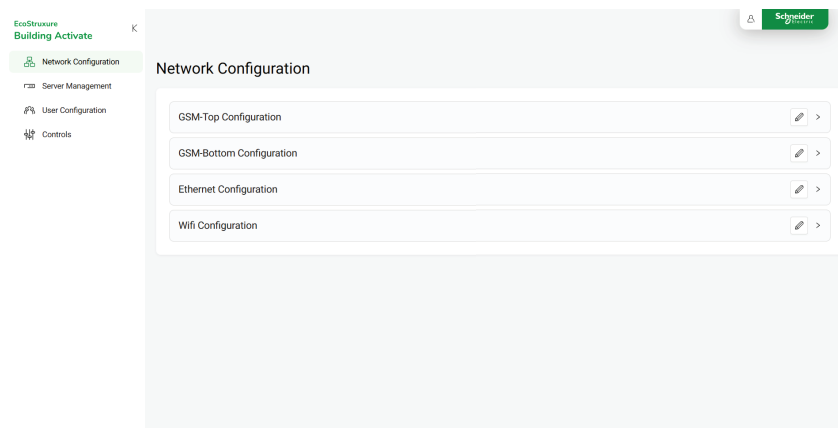 EcoStruxure
Building Activate
Network Configuration
Server Management
User Configuration
Controls
Schneider
Electric
Network Configuration
GSM-Top Configuration
GSM-Bottom Configuration
Ethernet Configuration
Wifi Configuration